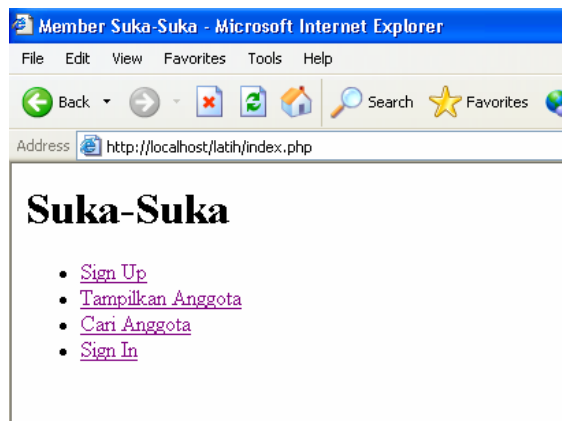 Member Suka-Suka - Microsoft Internet Explorer
File Edit View Favorites Tools Help
Back Search Favorites
Address http://localhost/latih/index.php
Suka-Suka
Sign Up
Tampilkan Anggota
Cari Anggota
Sign In